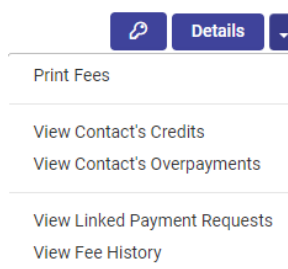 Details
Print Fees
View Contact's Credits
View Contact's Overpayments
View Linked Payment Requests
View Fee History